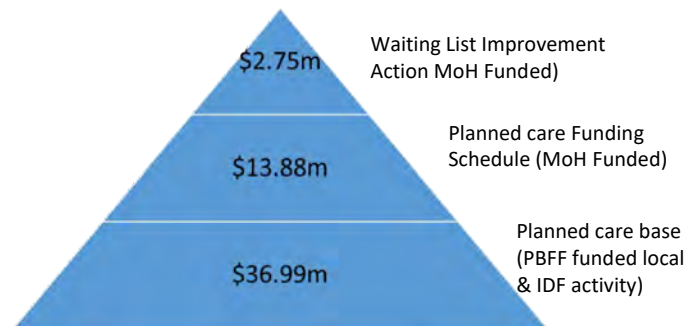 $2.75m
Waiting List Improvement
Action MoH Funded)
$13.88m
Planned care Funding
Schedule (MoH Funded)
$36.99m
Planned care base
(PBFF funded local
& IDF activity)